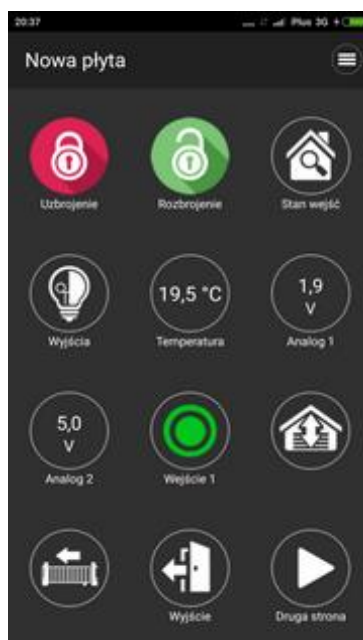 20:37 Plus 3G
Nowa płyta
Uzbrojenie Rozbrojenie Stan wejść
19,5 °C 1,9
V
Wyjścia Temperatura Analog 1
5,0
V
Analog 2 Wejście 1
Wyjście Druga strona